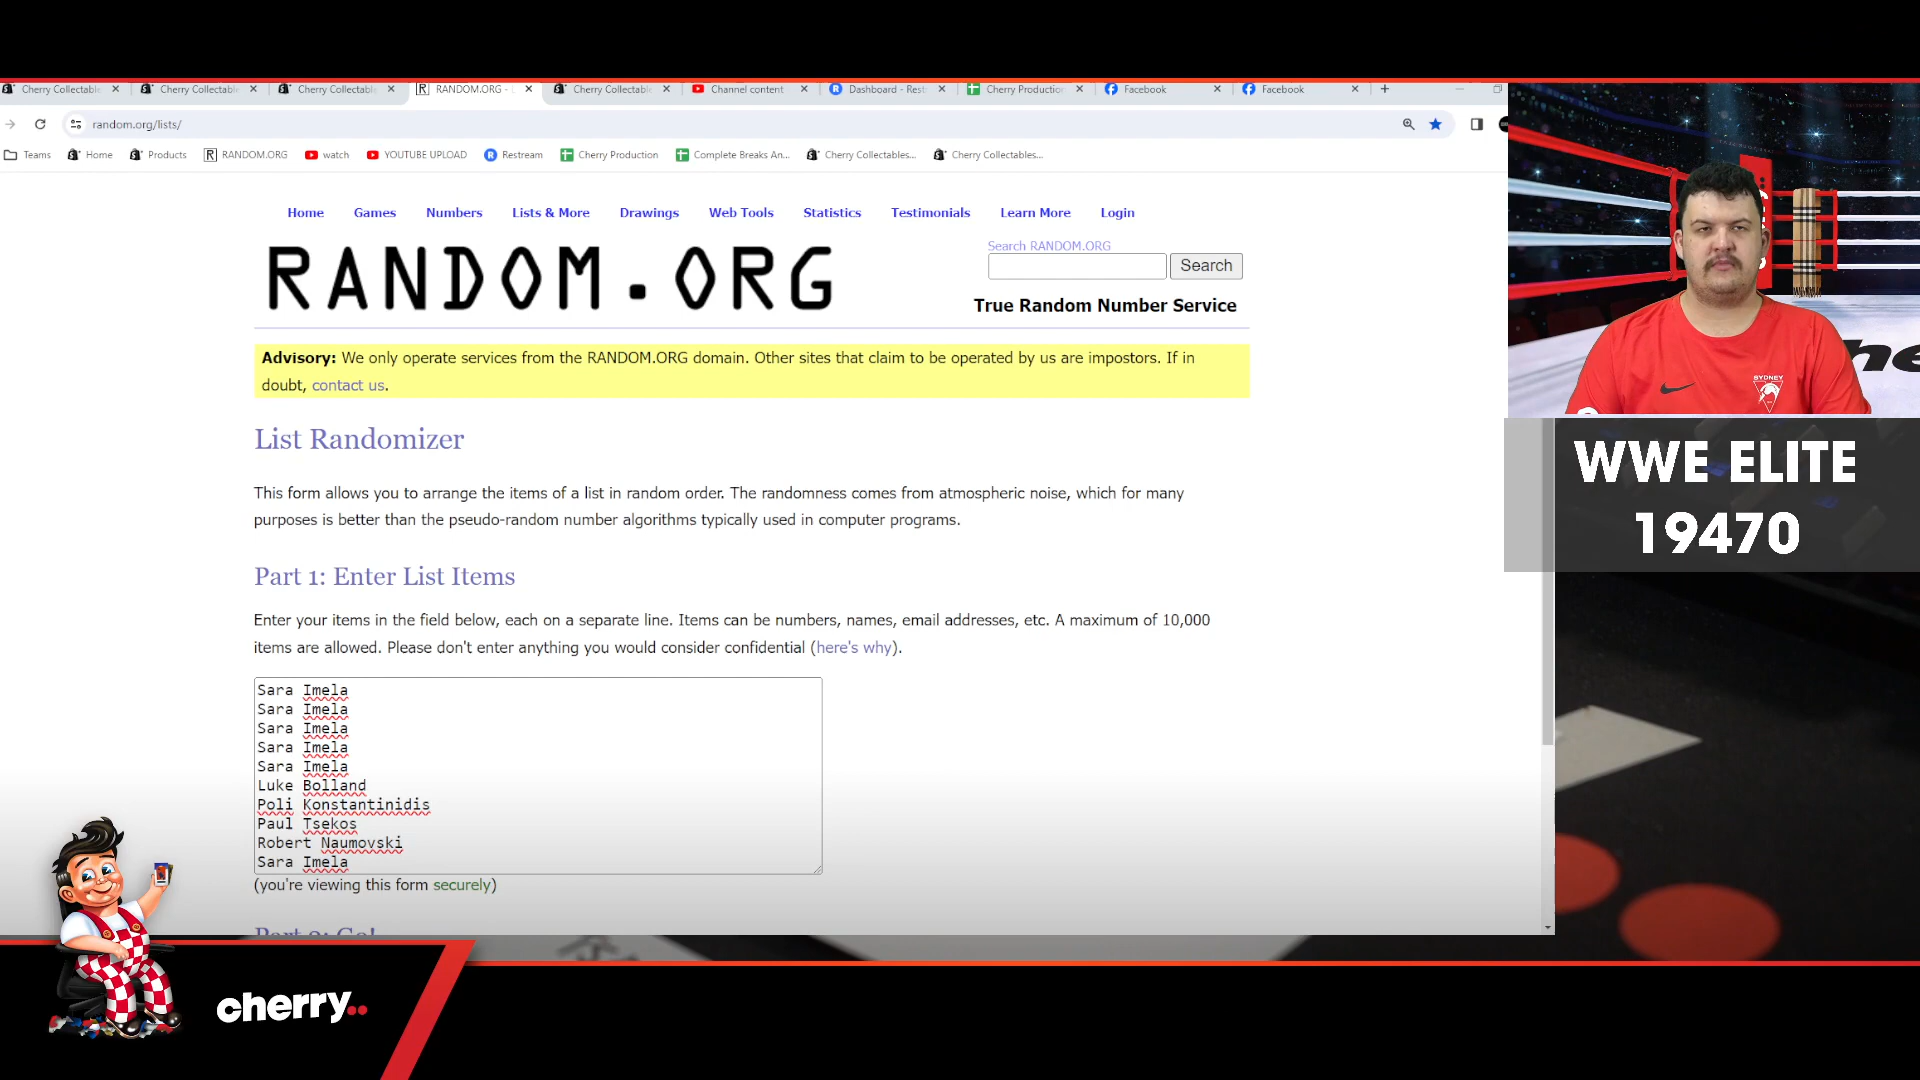 Cherry Collectable
Cherry Collectable
Cherry Collectable
RANDOM.ORG - L
Cherry Collectable
Channel content
Dashboard - Rest
Cherry Production
Facebook
Facebook
random.org/lists/
Teams
Home
Products
RANDOM.ORG
watch
YOUTUBE UPLOAD
Restream
Cherry Production
Complete Breaks An...
Cherry Collectables...
Cherry Collectables...
Home Games Numbers Lists & More Drawings Web Tools Statistics Testimonials Learn More Login
RANDOM.ORG
Search RANDOM.ORG
Search
True Random Number Service
Advisory: We only operate services from the RANDOM.ORG domain. Other sites that claim to be operated by us are impostors. If in
doubt, contact us.
List Randomizer
This form allows you to arrange the items of a list in random order. The randomness comes from atmospheric noise, which for many
purposes is better than the pseudo-random number algorithms typically used in computer programs.
Part 1: Enter List Items
Enter your items in the field below, each on a separate line. Items can be numbers, names, email addresses, etc. A maximum of 10,000
items are allowed. Please don't enter anything you would consider confidential (here's why).
Sara Imela
Sara Imela
Sara Imela
Sara Imela
Sara Imela
Luke Bolland
Poli Konstantinidis
Paul Tsekos
Robert Naumovski
Sara Imela
(you're viewing this form securely)
Part 2: Go!
SYDNEY
WWE ELITE
19470
cherry..